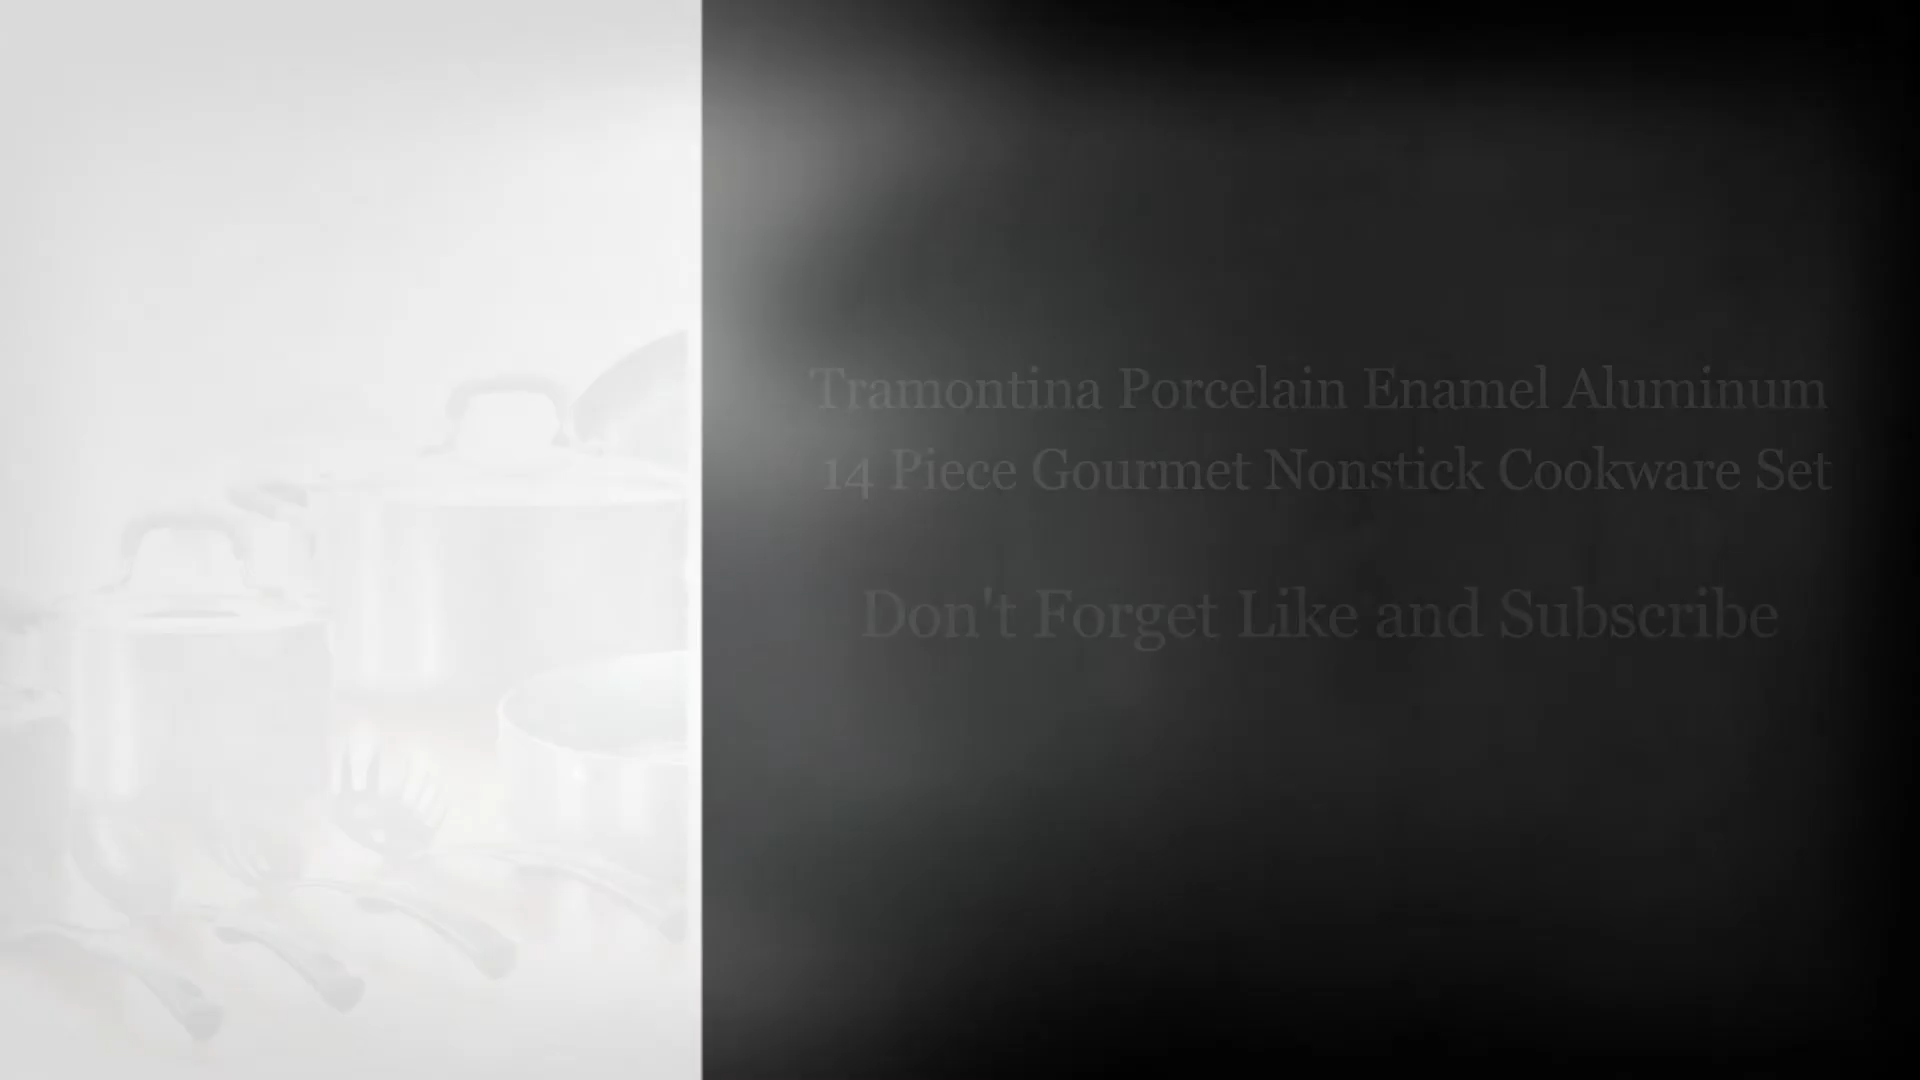 Tramontina Porcelain Enamel Aluminum
14 Piece Gourmet Nonstick Cookware Set
Don't Forget Like and Subscribe